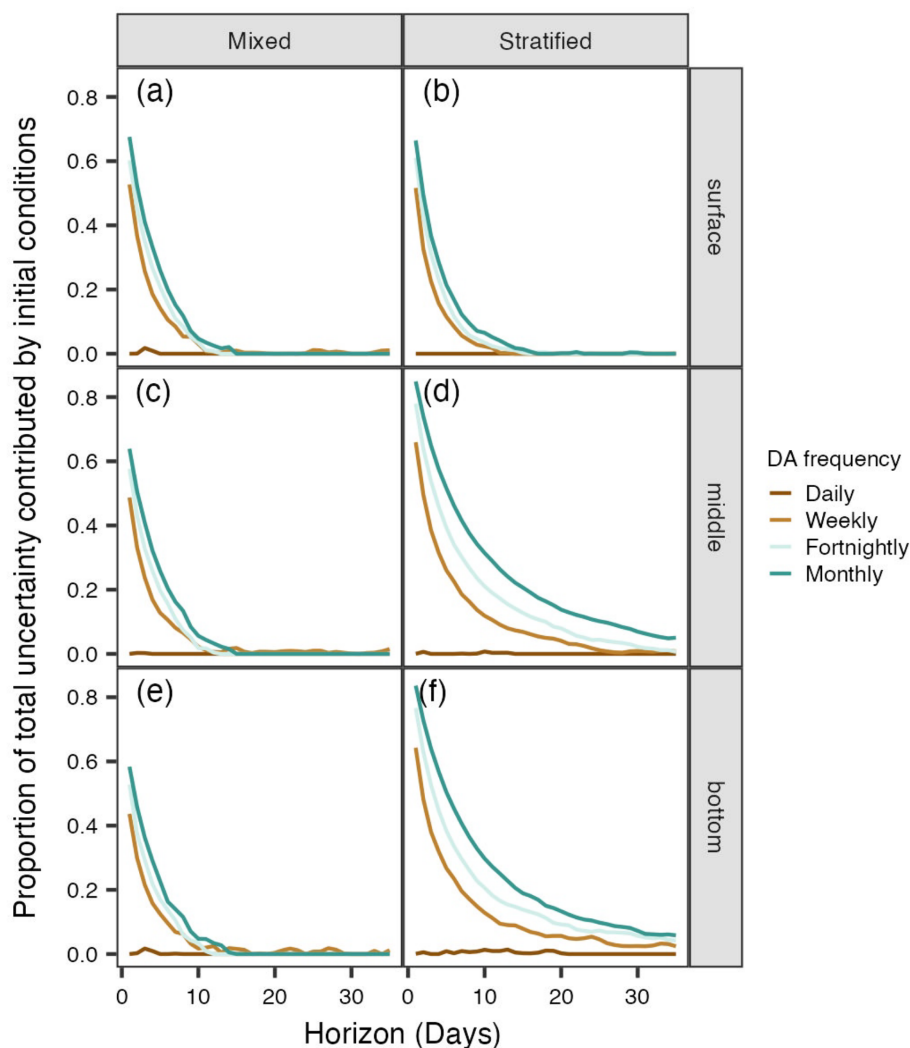 Mixed
Stratified
Proportion of total uncertainty contributed by initial conditions
(a)
(b)
0.8
0.6
0.4
0.2
0.0
surface
(c)
(d)
0.8
0.6
0.4
0.2
0.0
middle
(e)
(f)
0.8
0.6
0.4
0.2
0.0
bottom
0
10
20
30
0
10
20
30
Horizon (Days)
DA frequency
Daily
Weekly
Fortnightly
Monthly